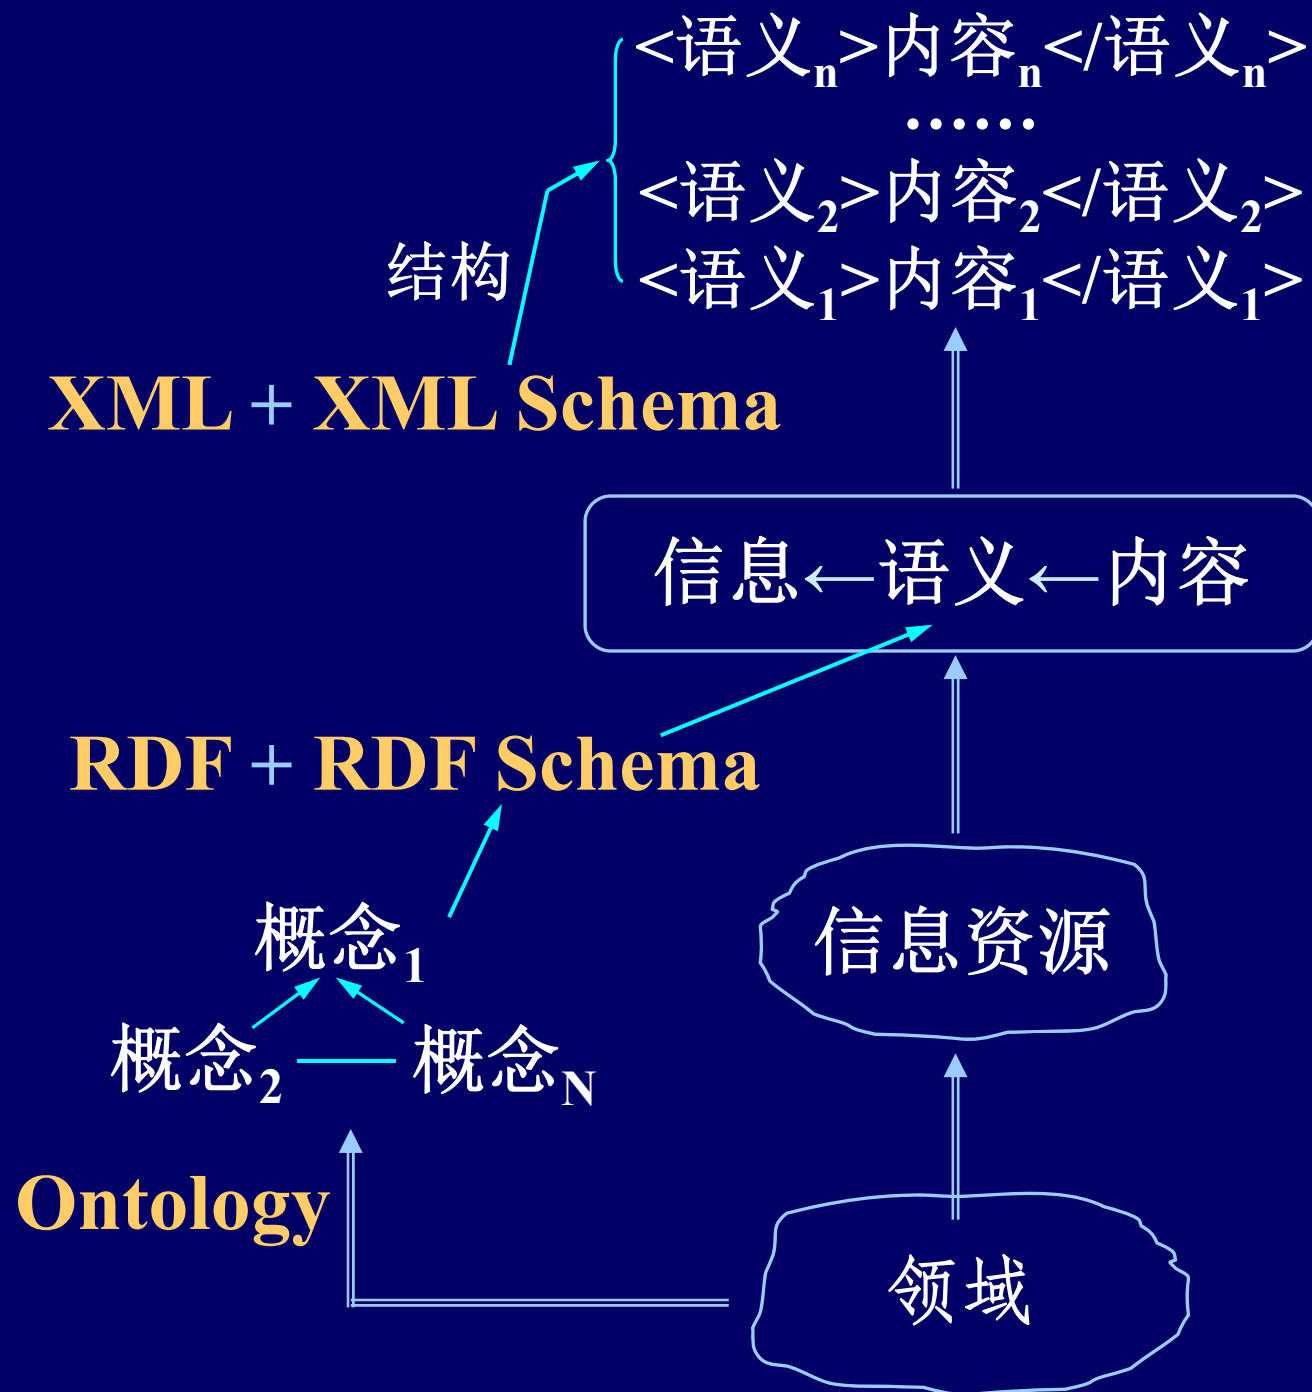 <语义n>内容n</语义n>
······
<语义2>内容2</语义2>
结构
<语义1>内容1</语义1>
XML + XML Schema
信息←语义←内容
RDF + RDF Schema
概念1
信息资源
概念2
概念N
Ontology
领域